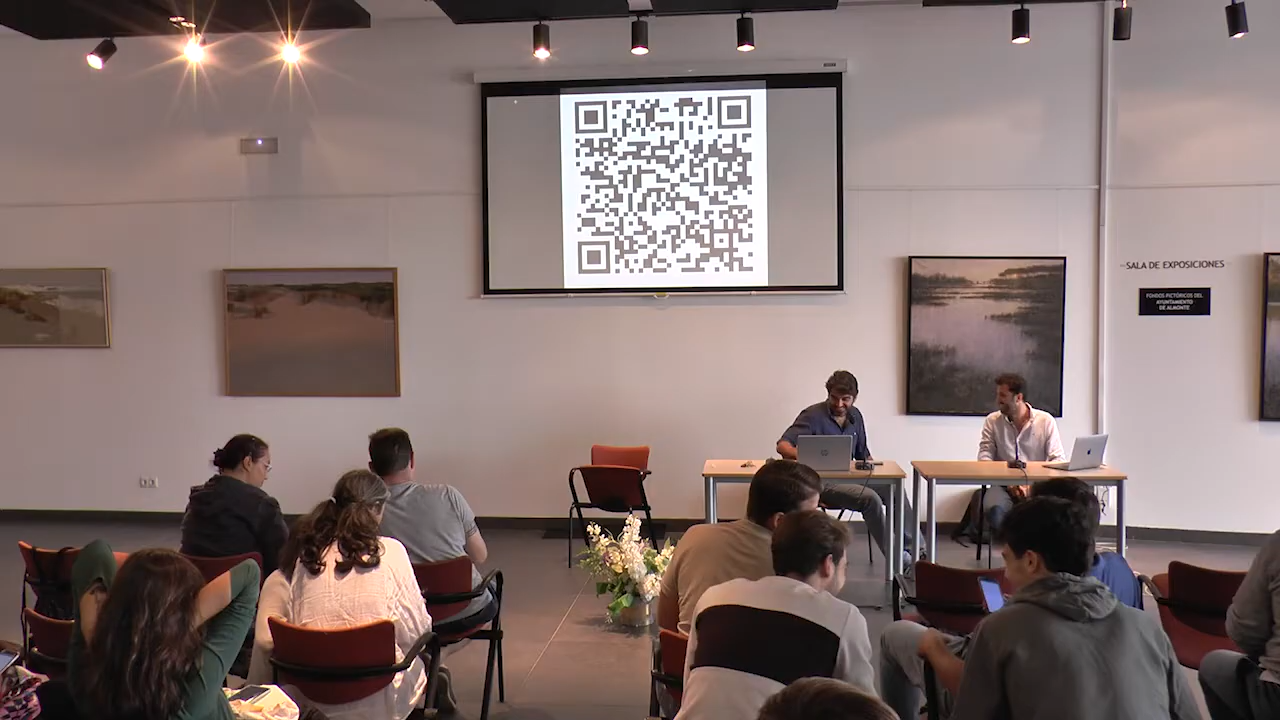 SALA DE EXPOSICIONES
FONDOS PICTÓRICOS DEL
AYUNTAMIENTO
DE ALMONTE